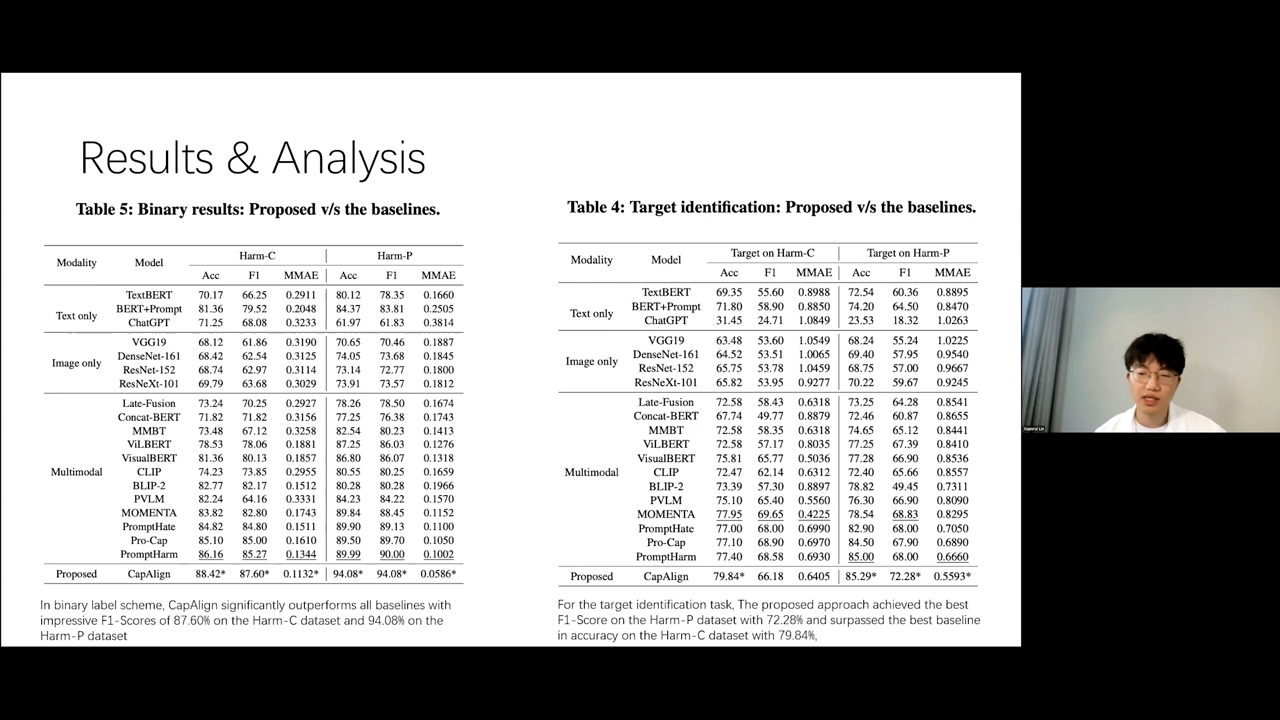 Results & Analysis
Table 5: Binary results: Proposed v/s the baselines.
Modality Model Harm-C Harm-P
Acc F1 MMAE Acc F1 MMAE
Text only
TextBERT 70.17 66.25 0.2911 80.12 78.35 0.1660
BERT+Prompt 81.36 79.52 0.2048 84.37 83.81 0.2505
ChatGPT 71.25 68.08 0.3233 61.97 61.83 0.3814
Image only
VGG19 68.12 61.86 0.3190 70.65 70.46 0.1887
DenseNet-161 68.42 62.54 0.3125 74.05 73.68 0.1845
ResNet-152 68.74 62.97 0.3114 73.14 72.77 0.1800
ResNeXt-101 69.79 63.68 0.3029 73.91 73.57 0.1812
Multimodal
Late-Fusion 73.24 70.25 0.2927 78.26 78.50 0.1674
Concat-BERT 71.82 71.82 0.3156 77.25 76.38 0.1743
MMBT 73.48 67.12 0.3258 82.54 80.23 0.1413
ViLBERT 78.53 78.06 0.1881 87.25 86.03 0.1276
VisualBERT 81.36 80.13 0.1857 86.80 86.07 0.1318
CLIP 74.23 73.85 0.2955 80.55 80.25 0.1659
BLIP-2 82.77 82.17 0.1512 80.28 80.28 0.1966
PVLM 82.24 64.16 0.3331 84.23 84.22 0.1570
MOMENTA 83.82 82.80 0.1743 89.84 88.45 0.1152
PromptHate 84.82 84.80 0.1511 89.90 89.13 0.1100
Pro-Cap 85.10 85.00 0.1610 89.50 89.70 0.1050
PromptHarm 86.16 85.27 0.1344 89.99 90.00 0.1002
Proposed CapAlign 88.42* 87.60* 0.1132* 94.08* 94.08* 0.0586*
In binary label scheme, CapAlign significantly outperforms all baselines with
impressive F1-Scores of 87.60% on the Harm-C dataset and 94.08% on the
Harm-P dataset
Table 4: Target identification: Proposed v/s the baselines.
Modality Model Target on Harm-C Target on Harm-P
Acc F1 MMAE Acc F1 MMAE
Text only
TextBERT 69.35 55.60 0.8988 72.54 60.36 0.8895
BERT+Prompt 71.80 58.90 0.8850 74.20 64.50 0.8470
ChatGPT 31.45 24.71 1.0849 23.53 18.32 1.0263
Image only
VGG19 63.48 53.60 1.0549 68.24 55.24 1.0225
DenseNet-161 64.52 53.51 1.0065 69.40 57.95 0.9540
ResNet-152 65.75 53.78 1.0459 68.75 57.00 0.9667
ResNeXt-101 65.82 53.95 0.9277 70.22 59.67 0.9245
Multimodal
Late-Fusion 72.58 58.43 0.6318 73.25 64.28 0.8541
Concat-BERT 67.74 49.77 0.8879 72.46 60.87 0.8655
MMBT 72.58 58.35 0.6318 74.65 65.12 0.8441
ViLBERT 72.58 57.17 0.8035 77.25 67.39 0.8410
VisualBERT 75.81 65.77 0.5036 77.28 66.90 0.8536
CLIP 72.47 62.14 0.6312 72.40 65.66 0.8557
BLIP-2 73.39 57.30 0.8897 78.82 49.45 0.7311
PVLM 75.10 65.40 0.5560 76.30 66.90 0.8090
MOMENTA 77.95 69.65 0.4225 78.54 68.83 0.8295
PromptHate 77.00 68.00 0.6990 82.90 68.00 0.7050
Pro-Cap 77.10 68.90 0.6970 84.50 67.90 0.6890
PromptHarm 77.40 68.58 0.6930 85.00 68.00 0.6660
Proposed CapAlign 79.84* 66.18 0.6405 85.29* 72.28* 0.5593*
For the target identification task, The proposed approach achieved the best
F1-Score on the Harm-P dataset with 72.28% and surpassed the best baseline
in accuracy on the Harm-C dataset with 79.84%,